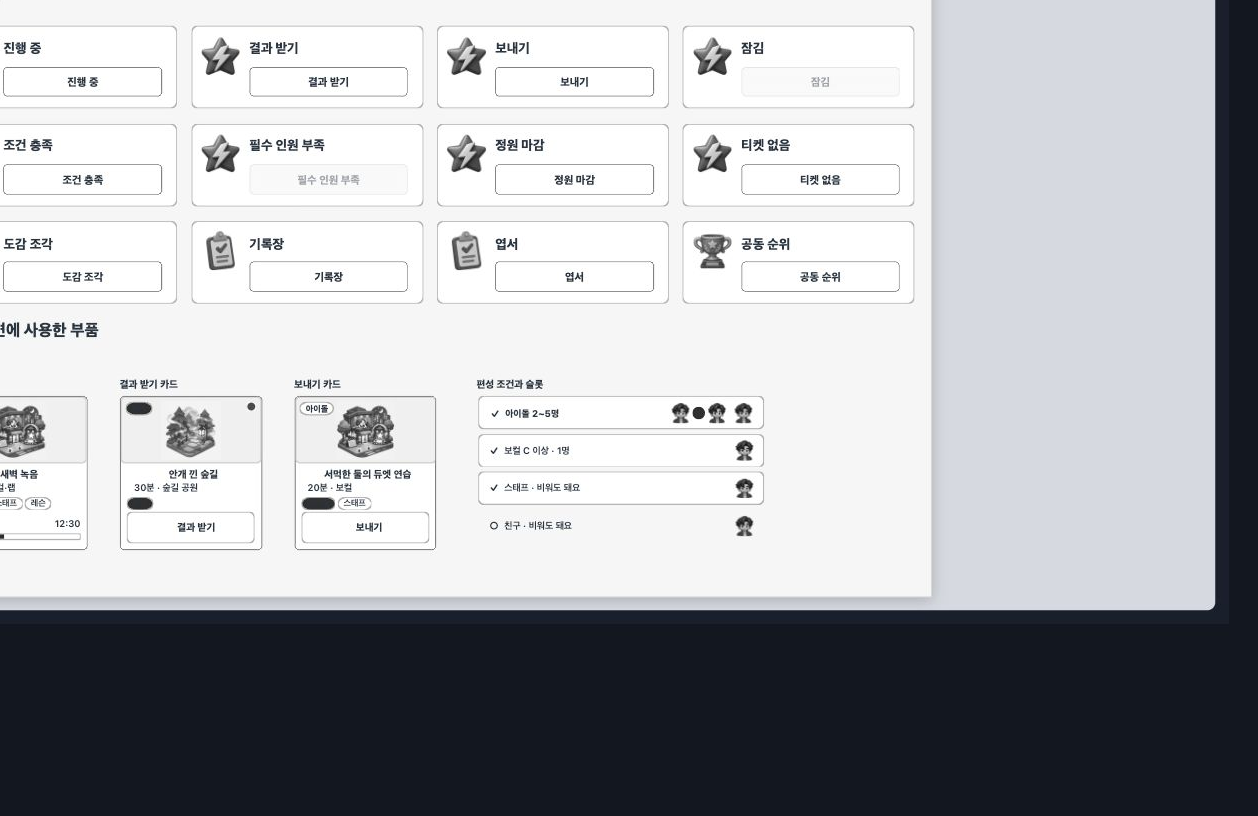 진행 중
진행 중
결과 받기
결과 받기
보내기
보내기
잠김
잠김
조건 충족
조건 충족
필수 인원 부족
필수 인원 부족
정원 마감
정원 마감
티켓 없음
티켓 없음
도감 조각
도감 조각
기록장
기록장
엽서
엽서
공동 순위
공동 순위
에 사용한 부품
새벽 녹음
랩
스태프
레슨
12:30
결과 받기 카드
안개 낀 숲길
30분 · 숲길 공원
결과 받기
보내기 카드
아이돌
서먹한 둘의 듀엣 연습
20분 · 보컬
스태프
보내기
편성 조건과 슬롯
아이돌 2~5명
보컬 C 이상 · 1명
스태프 · 비워도 돼요
친구 · 비워도 돼요